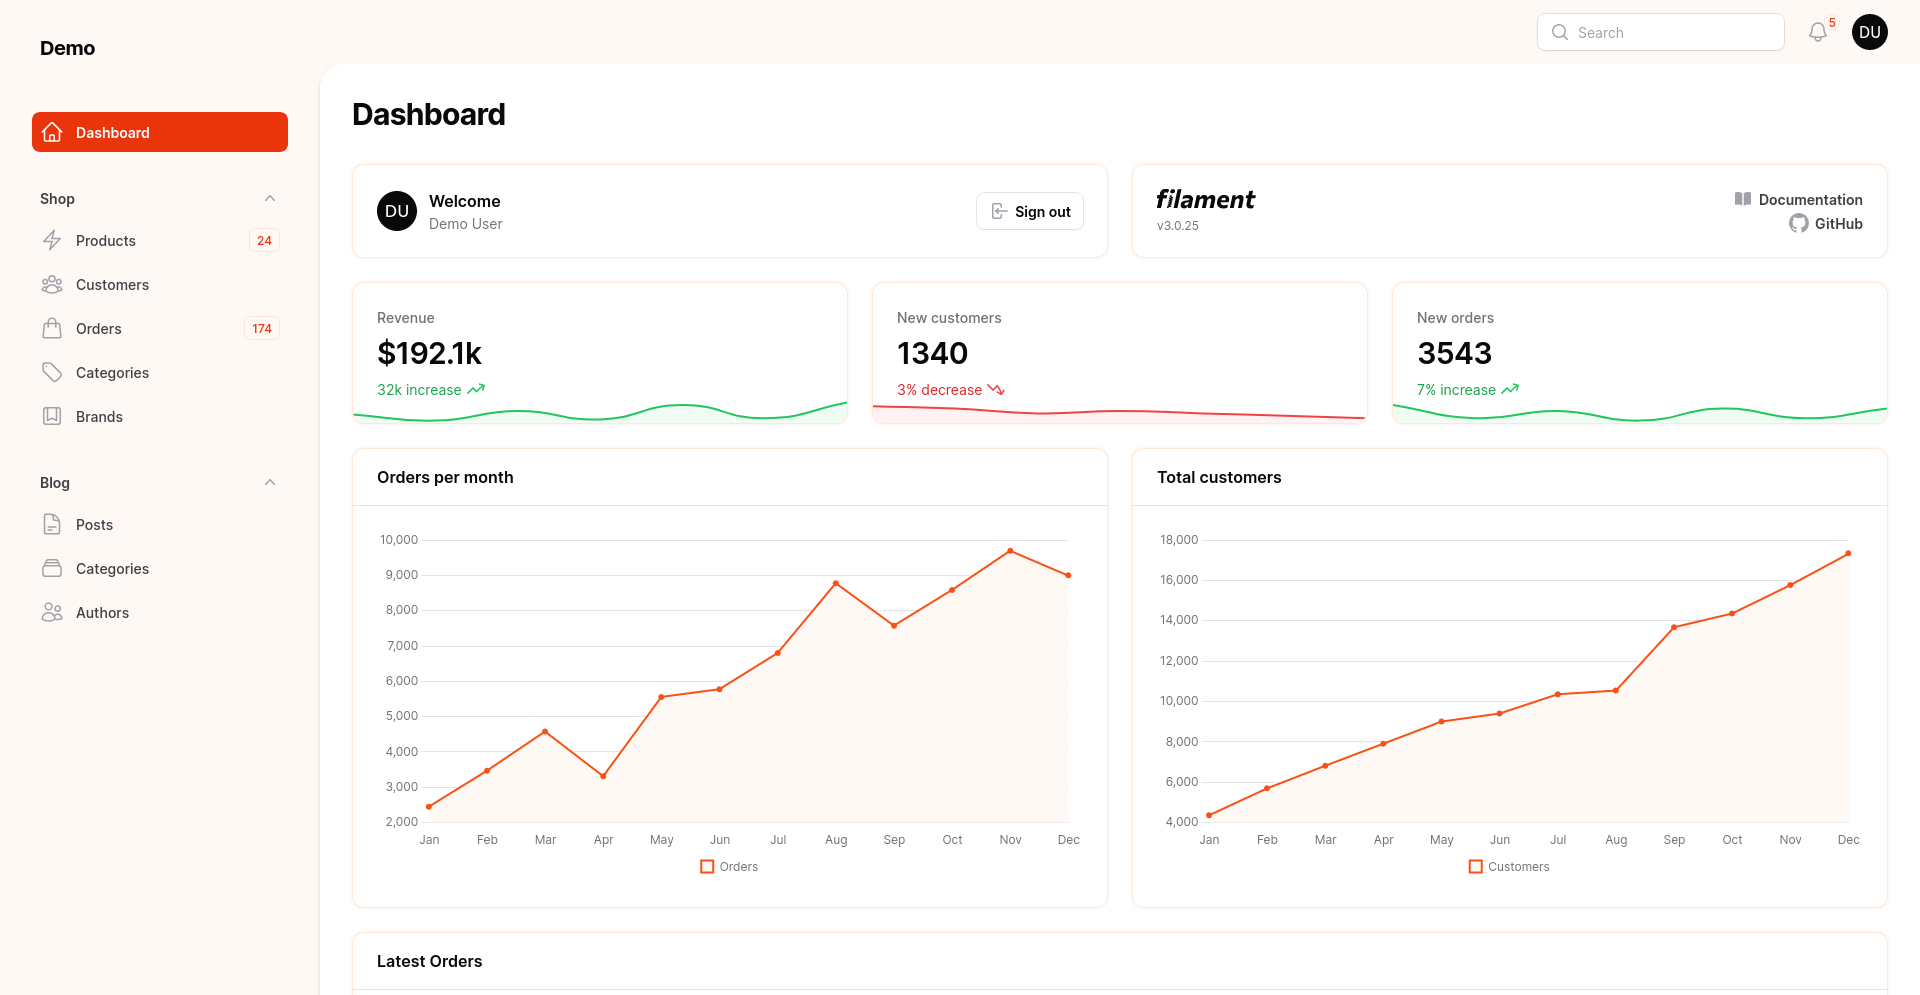 Demo
Search
5
DU
Dashboard
Shop
Products 24
Customers
Orders 174
Categories
Brands
Blog
Posts
Categories
Authors
Dashboard
DU
Welcome
Demo User
Sign out
filament
v3.0.25
Documentation
GitHub
Revenue
$192.1k
32k increase
New customers
1340
3% decrease
New orders
3543
7% increase
Orders per month
10,000
9,000
8,000
7,000
6,000
5,000
4,000
3,000
2,000
Jan Feb Mar Apr May Jun Jul Aug Sep Oct Nov Dec
Orders
Total customers
18,000
16,000
14,000
12,000
10,000
8,000
6,000
4,000
Jan Feb Mar Apr May Jun Jul Aug Sep Oct Nov Dec
Customers
Latest Orders